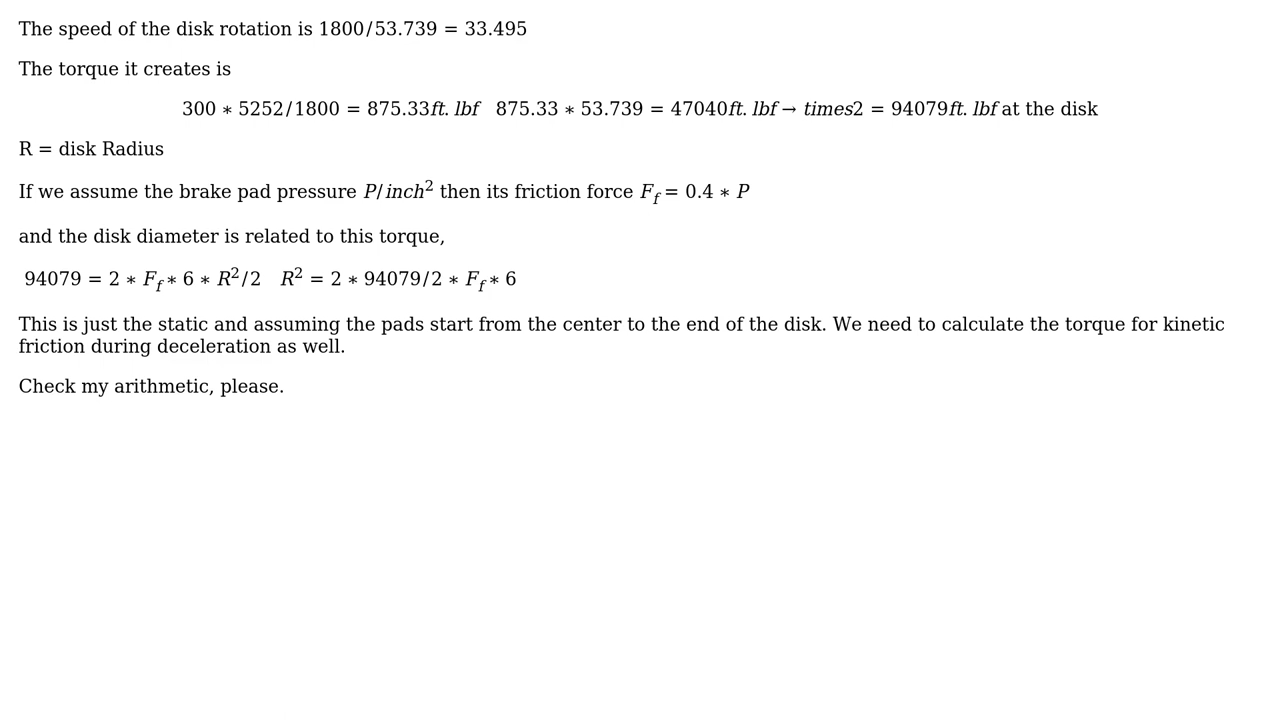 The speed of the disk rotation is 1800/53.739 = 33.495
The torque it creates is
300 ∗ 5252/1800 = 875.33ft. lbf   875.33 ∗ 53.739 = 47040ft. lbf → times2 = 94079ft. lbf at the disk
R = disk Radius
If we assume the brake pad pressure P/inch² then its friction force F_f = 0.4 ∗ P
and the disk diameter is related to this torque,
94079 = 2 ∗ F_f ∗ 6 ∗ R²/2   R² = 2 ∗ 94079/2 ∗ F_f ∗ 6
This is just the static and assuming the pads start from the center to the end of the disk. We need to calculate the torque for kinetic
friction during deceleration as well.
Check my arithmetic, please.